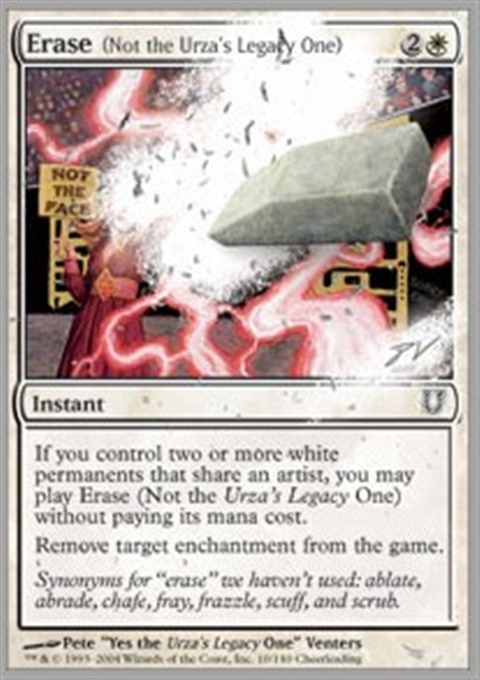 Erase (Not the Urza's Legacy One) 2
NOT
THE
FACE
PV
Instant
If you control two or more white
permanents that share an artist, you may
play Erase (Not the Urza's Legacy One)
without paying its mana cost.
Remove target enchantment from the game.
Synonyms for "erase" we haven't used: ablate,
abrade, chafe, fray, frazzle, scuff, and scrub.
Pete "Yes the Urza's Legacy One" Venters
™ & © 1993–2004 Wizards of the Coast, Inc. 10/140 Cheerleading